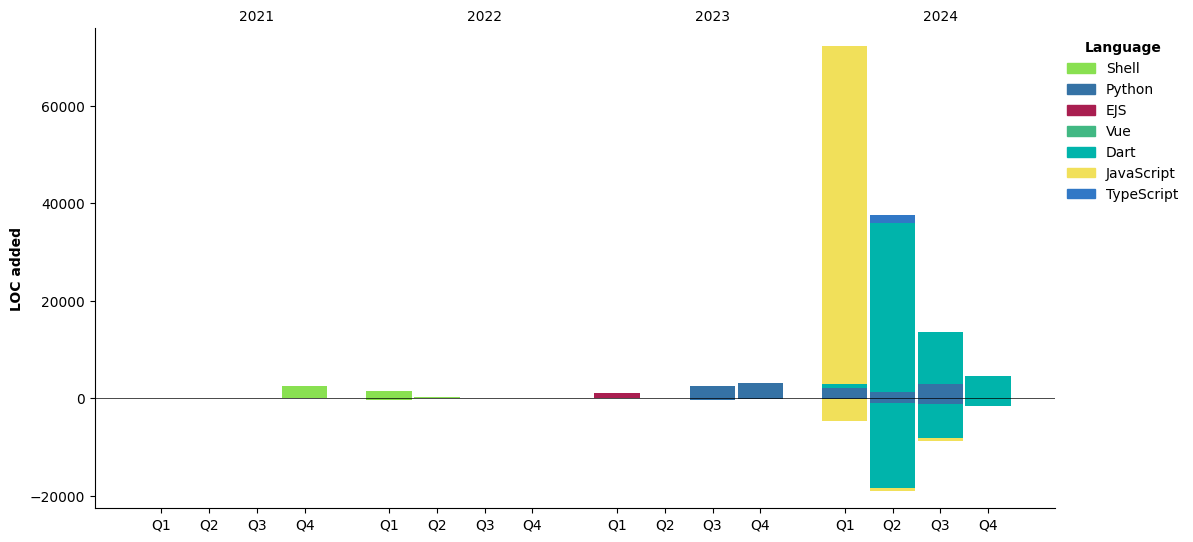 2021 2022 2023 2024
Language
Shell
Python
EJS
Vue
Dart
JavaScript
TypeScript
LOC added
60000
40000
20000
0
−20000
Q1 Q2 Q3 Q4 Q1 Q2 Q3 Q4 Q1 Q2 Q3 Q4 Q1 Q2 Q3 Q4